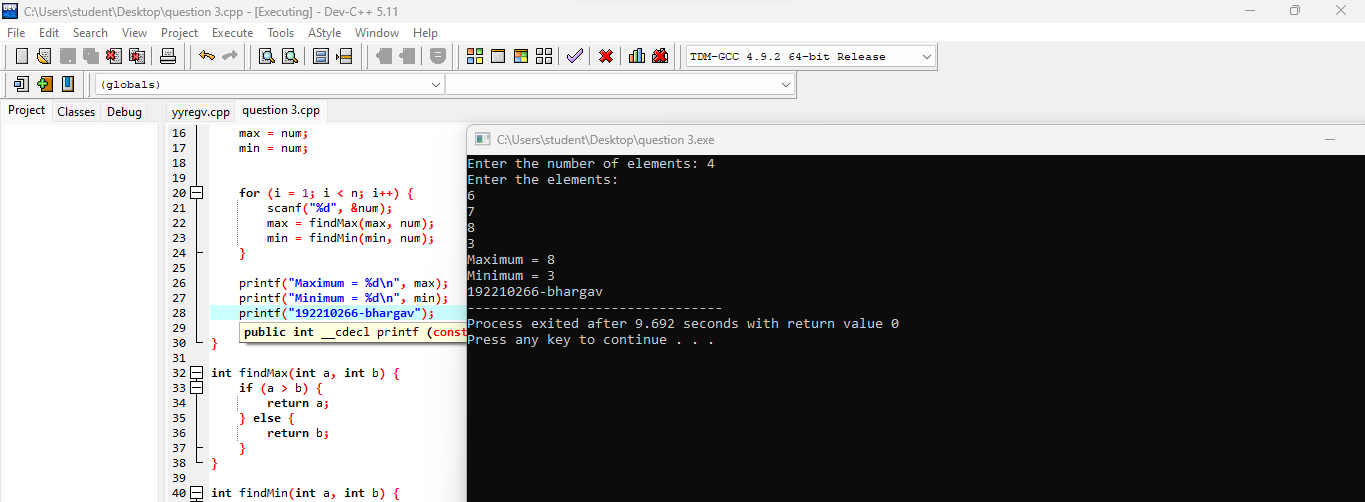 C:\Users\student\Desktop\question 3.cpp - [Executing] - Dev-C++ 5.11
File Edit Search View Project Execute Tools AStyle Window Help
TDM-GCC 4.9.2 64-bit Release
(globals)
Project Classes Debug
yyregv.cpp question 3.cpp
16 max = num;
17 min = num;
18
19
20 for (i = 1; i < n; i++) {
21 scanf("%d", &num);
22 max = findMax(max, num);
23 min = findMin(min, num);
24 }
25
26 printf("Maximum = %d\n", max);
27 printf("Minimum = %d\n", min);
28 printf("192210266-bhargav");
29 public int __cdecl printf (const
30 }
31
32 int findMax(int a, int b) {
33 if (a > b) {
34 return a;
35 } else {
36 return b;
37 }
38 }
39
40 int findMin(int a, int b) {
C:\Users\student\Desktop\question 3.exe
Enter the number of elements: 4
Enter the elements:
6
7
8
3
Maximum = 8
Minimum = 3
192210266-bhargav
--------------------------------
Process exited after 9.692 seconds with return value 0
Press any key to continue . . .